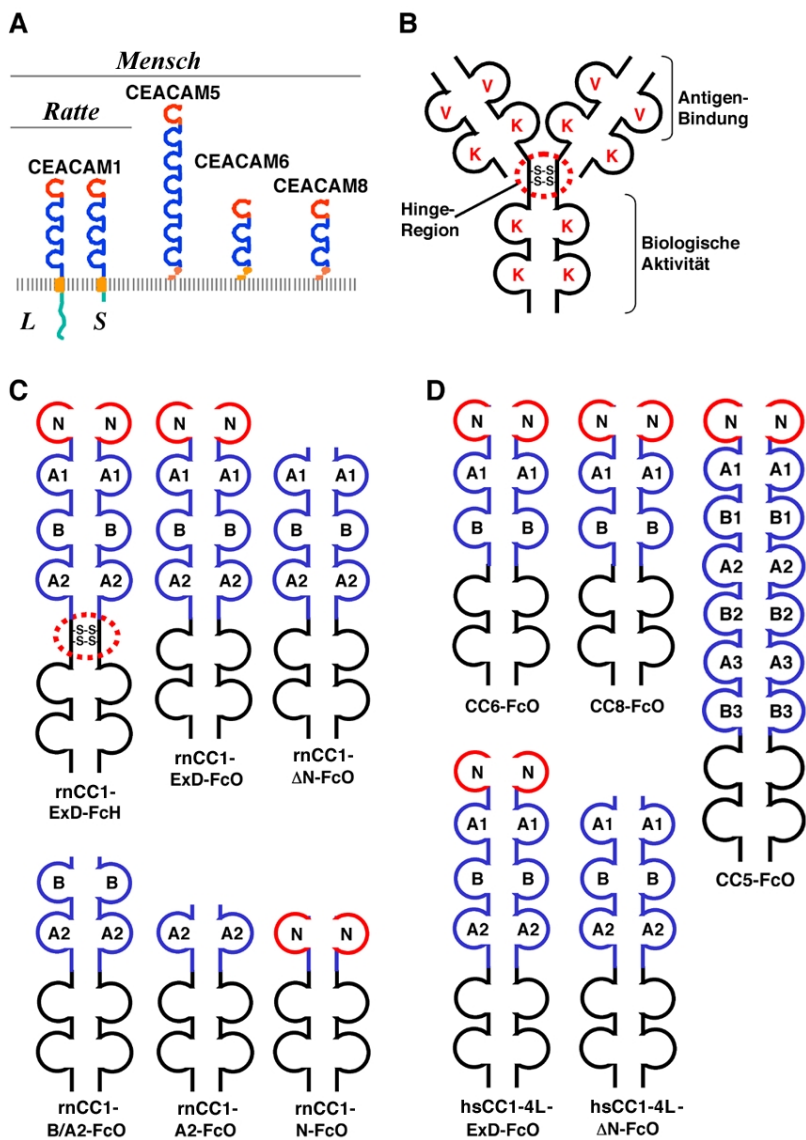 A
Mensch
Ratte
CEACAM5
CEACAM1
CEACAM6
CEACAM8
L
S
B
V V
V V
K K
K K
Antigen-
Bindung
-S-S-
-S-S-
Hinge-
Region
K K
K K
Biologische
Aktivität
C
N N
A1 A1
B B
A2 A2
-S-S-
-S-S-
rnCC1-
ExD-FcH
N N
A1 A1
B B
A2 A2
rnCC1-
ExD-FcO
A1 A1
B B
A2 A2
rnCC1-
ΔN-FcO
B B
A2 A2
rnCC1-
B/A2-FcO
A2 A2
rnCC1-
A2-FcO
N N
rnCC1-
N-FcO
D
N N
A1 A1
B B
CC6-FcO
N N
A1 A1
B B
CC8-FcO
N N
A1 A1
B1 B1
A2 A2
B2 B2
A3 A3
B3 B3
CC5-FcO
N N
A1 A1
B B
A2 A2
hsCC1-4L-
ExD-FcO
A1 A1
B B
A2 A2
hsCC1-4L-
ΔN-FcO